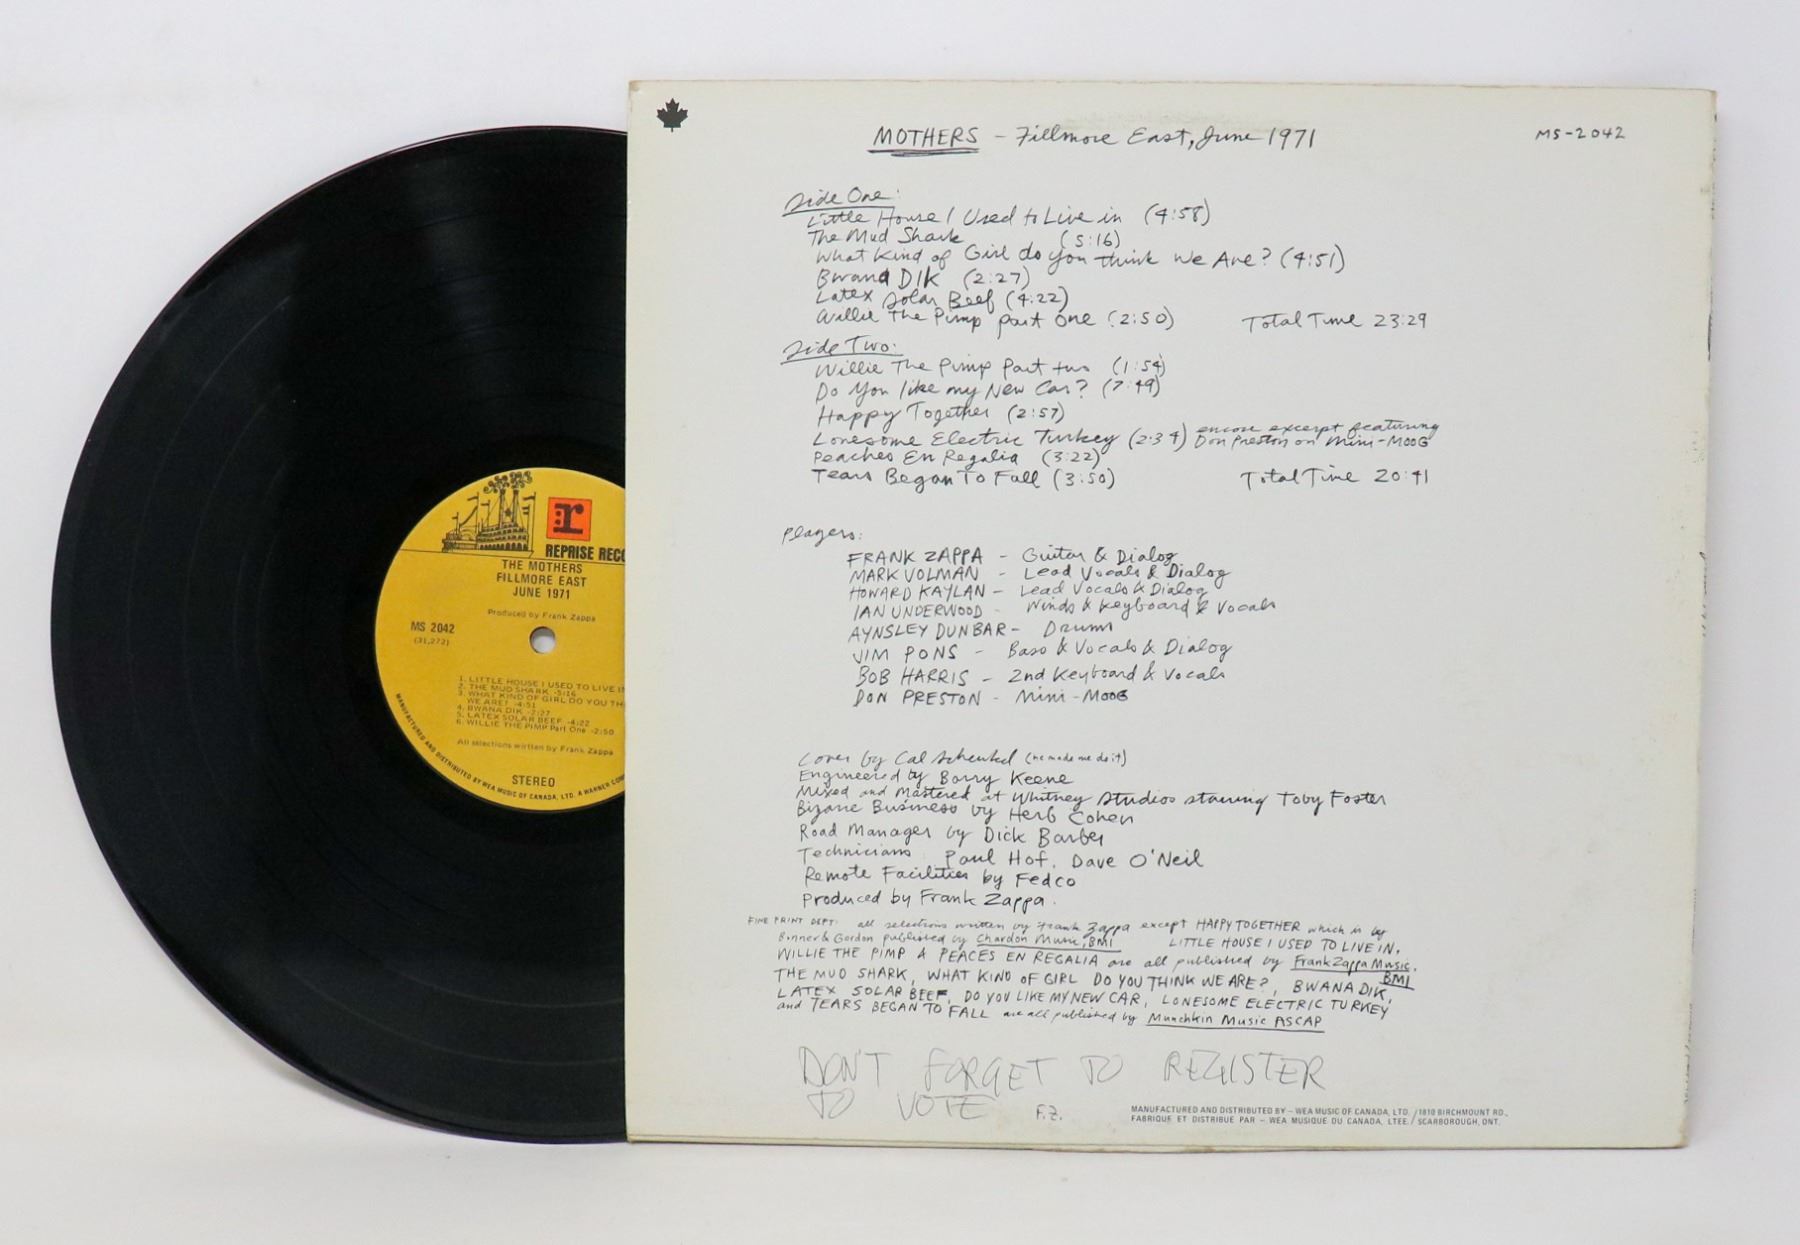 r
REPRISE RECO
THE MOTHERS
FILLMORE EAST
JUNE 1971
Produced by Frank Zappa
MS 2042
(31,272)
1. LITTLE HOUSE I USED TO LIVE IN
2. THE MUD SHARK -5:16
3. WHAT KIND OF GIRL DO YOU TH
WE ARE? -4:51
4. BWANA DIK -2:27
5. LATEX SOLAR BEEF -4:22
6. WILLIE THE PIMP Part One -2:50
All selections written by Frank Zappa
STEREO
MANUFACTURED AND DISTRIBUTED BY WEA MUSIC OF CANADA, LTD. A WARNER COM
MOTHERS - Fillmore East, June 1971
MS-2042
Side One:
Little House I Used to Live in (4:58)
The Mud Shark (5:16)
What Kind of Girl do you think We Are? (4:51)
Bwana DIK (2:27)
Latex Solar Beef (4:22)
Willie The Pimp part One (2:50) Total Time 23:29
Side Two:
Willie The Pimp Part two (1:54)
Do You like my New Car? (7:49)
Happy Together (2:57)
Lonesome Electric Turkey (2:34) encore excerpt featuring
Don Preston on Mini-MOOG
Peaches En Regalia (3:22)
Tears Began To Fall (3:50) Total Time 20:41
Players:
FRANK ZAPPA - Guitar & Dialog
MARK VOLMAN - Lead Vocals & Dialog
HOWARD KAYLAN - Lead Vocals & Dialog
IAN UNDERWOOD - Winds & Keyboard & Vocals
AYNSLEY DUNBAR - Drums
JIM PONS - Bass & Vocals & Dialog
BOB HARRIS - 2nd Keyboard & Vocals
DON PRESTON - Mini-MOOG
Cover by Cal Schenkel (he made me do it)
Engineered by Barry Keene
Mixed and Mastered at Whitney Studios starring Toby Foster
Bizarre Business by Herb Cohen
Road Manager by Dick Barber
Technicians Paul Hof, Dave O'Neil
Remote Facilities by Fedco
Produced by Frank Zappa.
FINE PRINT DEPT: all selections written by Frank Zappa except HAPPY TOGETHER which is by
Bonner & Gordon published by Chardon Music, BMI LITTLE HOUSE I USED TO LIVE IN,
WILLIE THE PIMP & PEACES EN REGALIA are all published by Frank Zappa Music, BMI
THE MUD SHARK, WHAT KIND OF GIRL DO YOU THINK WE ARE?, BWANA DIK,
LATEX SOLAR BEEF, DO YOU LIKE MY NEW CAR, LONESOME ELECTRIC TURKEY
and TEARS BEGAN TO FALL are all published by Munchkin Music ASCAP
DON'T FORGET TO REGISTER
TO VOTE F.Z.
MANUFACTURED AND DISTRIBUTED BY - WEA MUSIC OF CANADA, LTD. / 1810 BIRCHMOUNT RD.,
FABRIQUE ET DISTRIBUE PAR - WEA MUSIQUE DU CANADA, LTEE. / SCARBOROUGH, ONT.